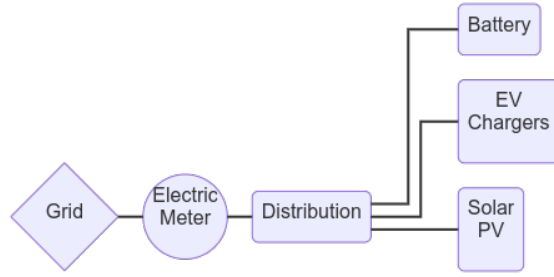 Battery
EV
Chargers
Grid
Electric
Meter
Distribution
Solar
PV